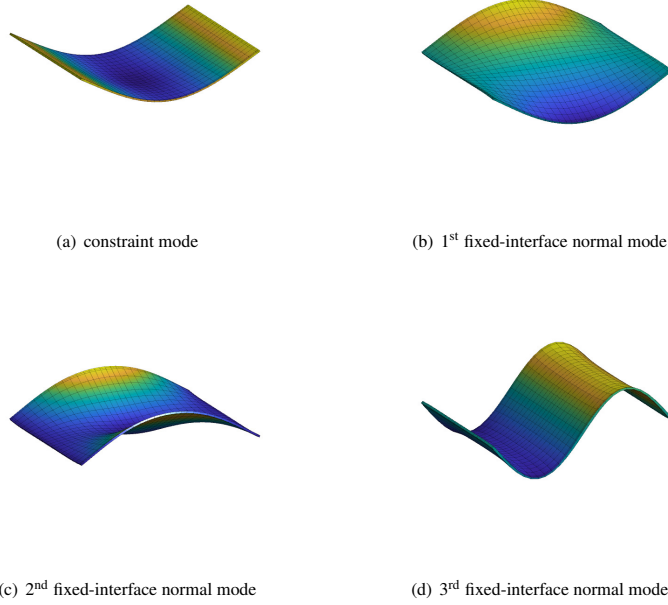 (a) constraint mode
(b) 1st fixed-interface normal mode
(c) 2nd fixed-interface normal mode
(d) 3rd fixed-interface normal mode